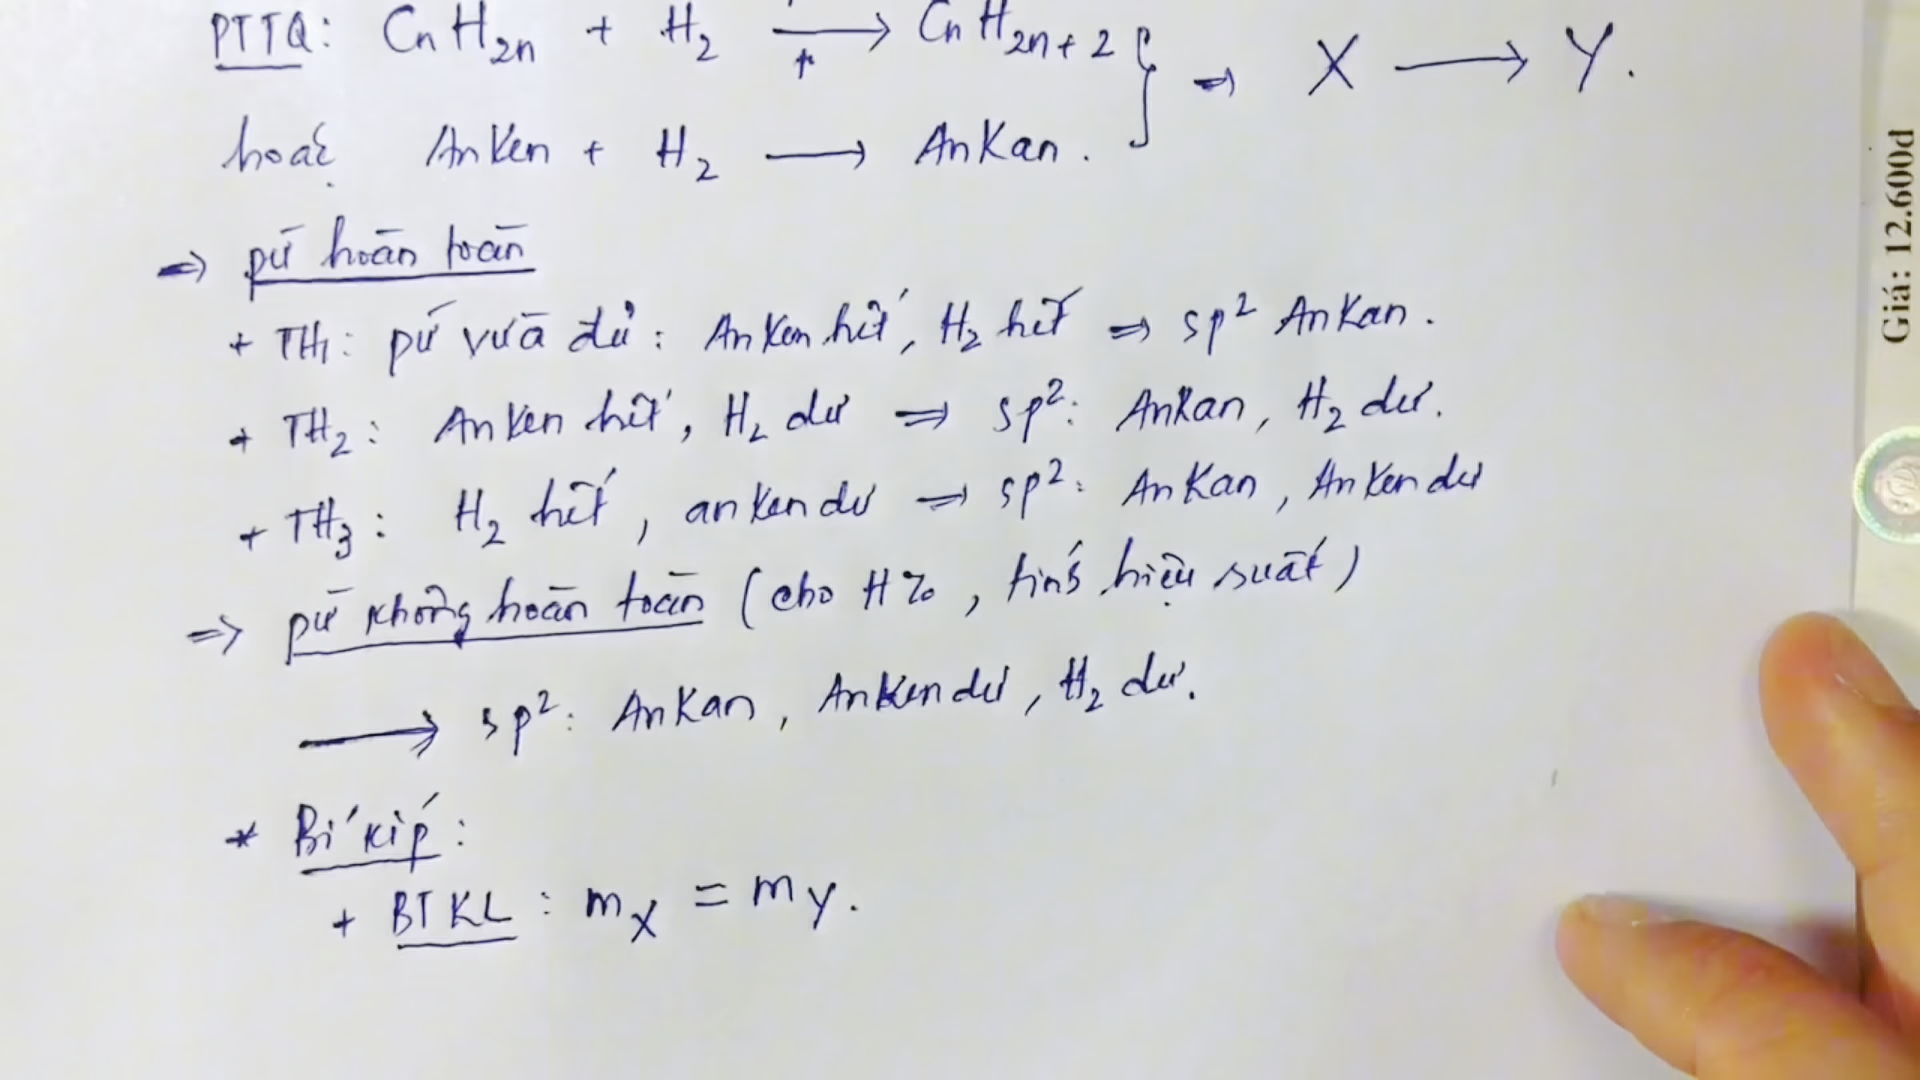 PTTQ: CnH2n + H2 → CnH2n+2 } ⇒ X → Y.
hoặc Anken + H2 → Ankan.
⇒ pứ hoàn toàn
+ TH1: pứ vừa đủ: Anken hết, H2 hết ⇒ sp² Ankan.
+ TH2: Anken hết, H2 dư ⇒ sp²: Ankan, H2 dư.
+ TH3: H2 hết, anken dư ⇒ sp²: Ankan, Anken dư
⇒ pứ không hoàn toàn (cho H%, tính hiệu suất)
→ sp²: Ankan, Anken dư, H2 dư.
* Bí kíp:
+ BTKL: mX = mY.
Giá: 12.600đ